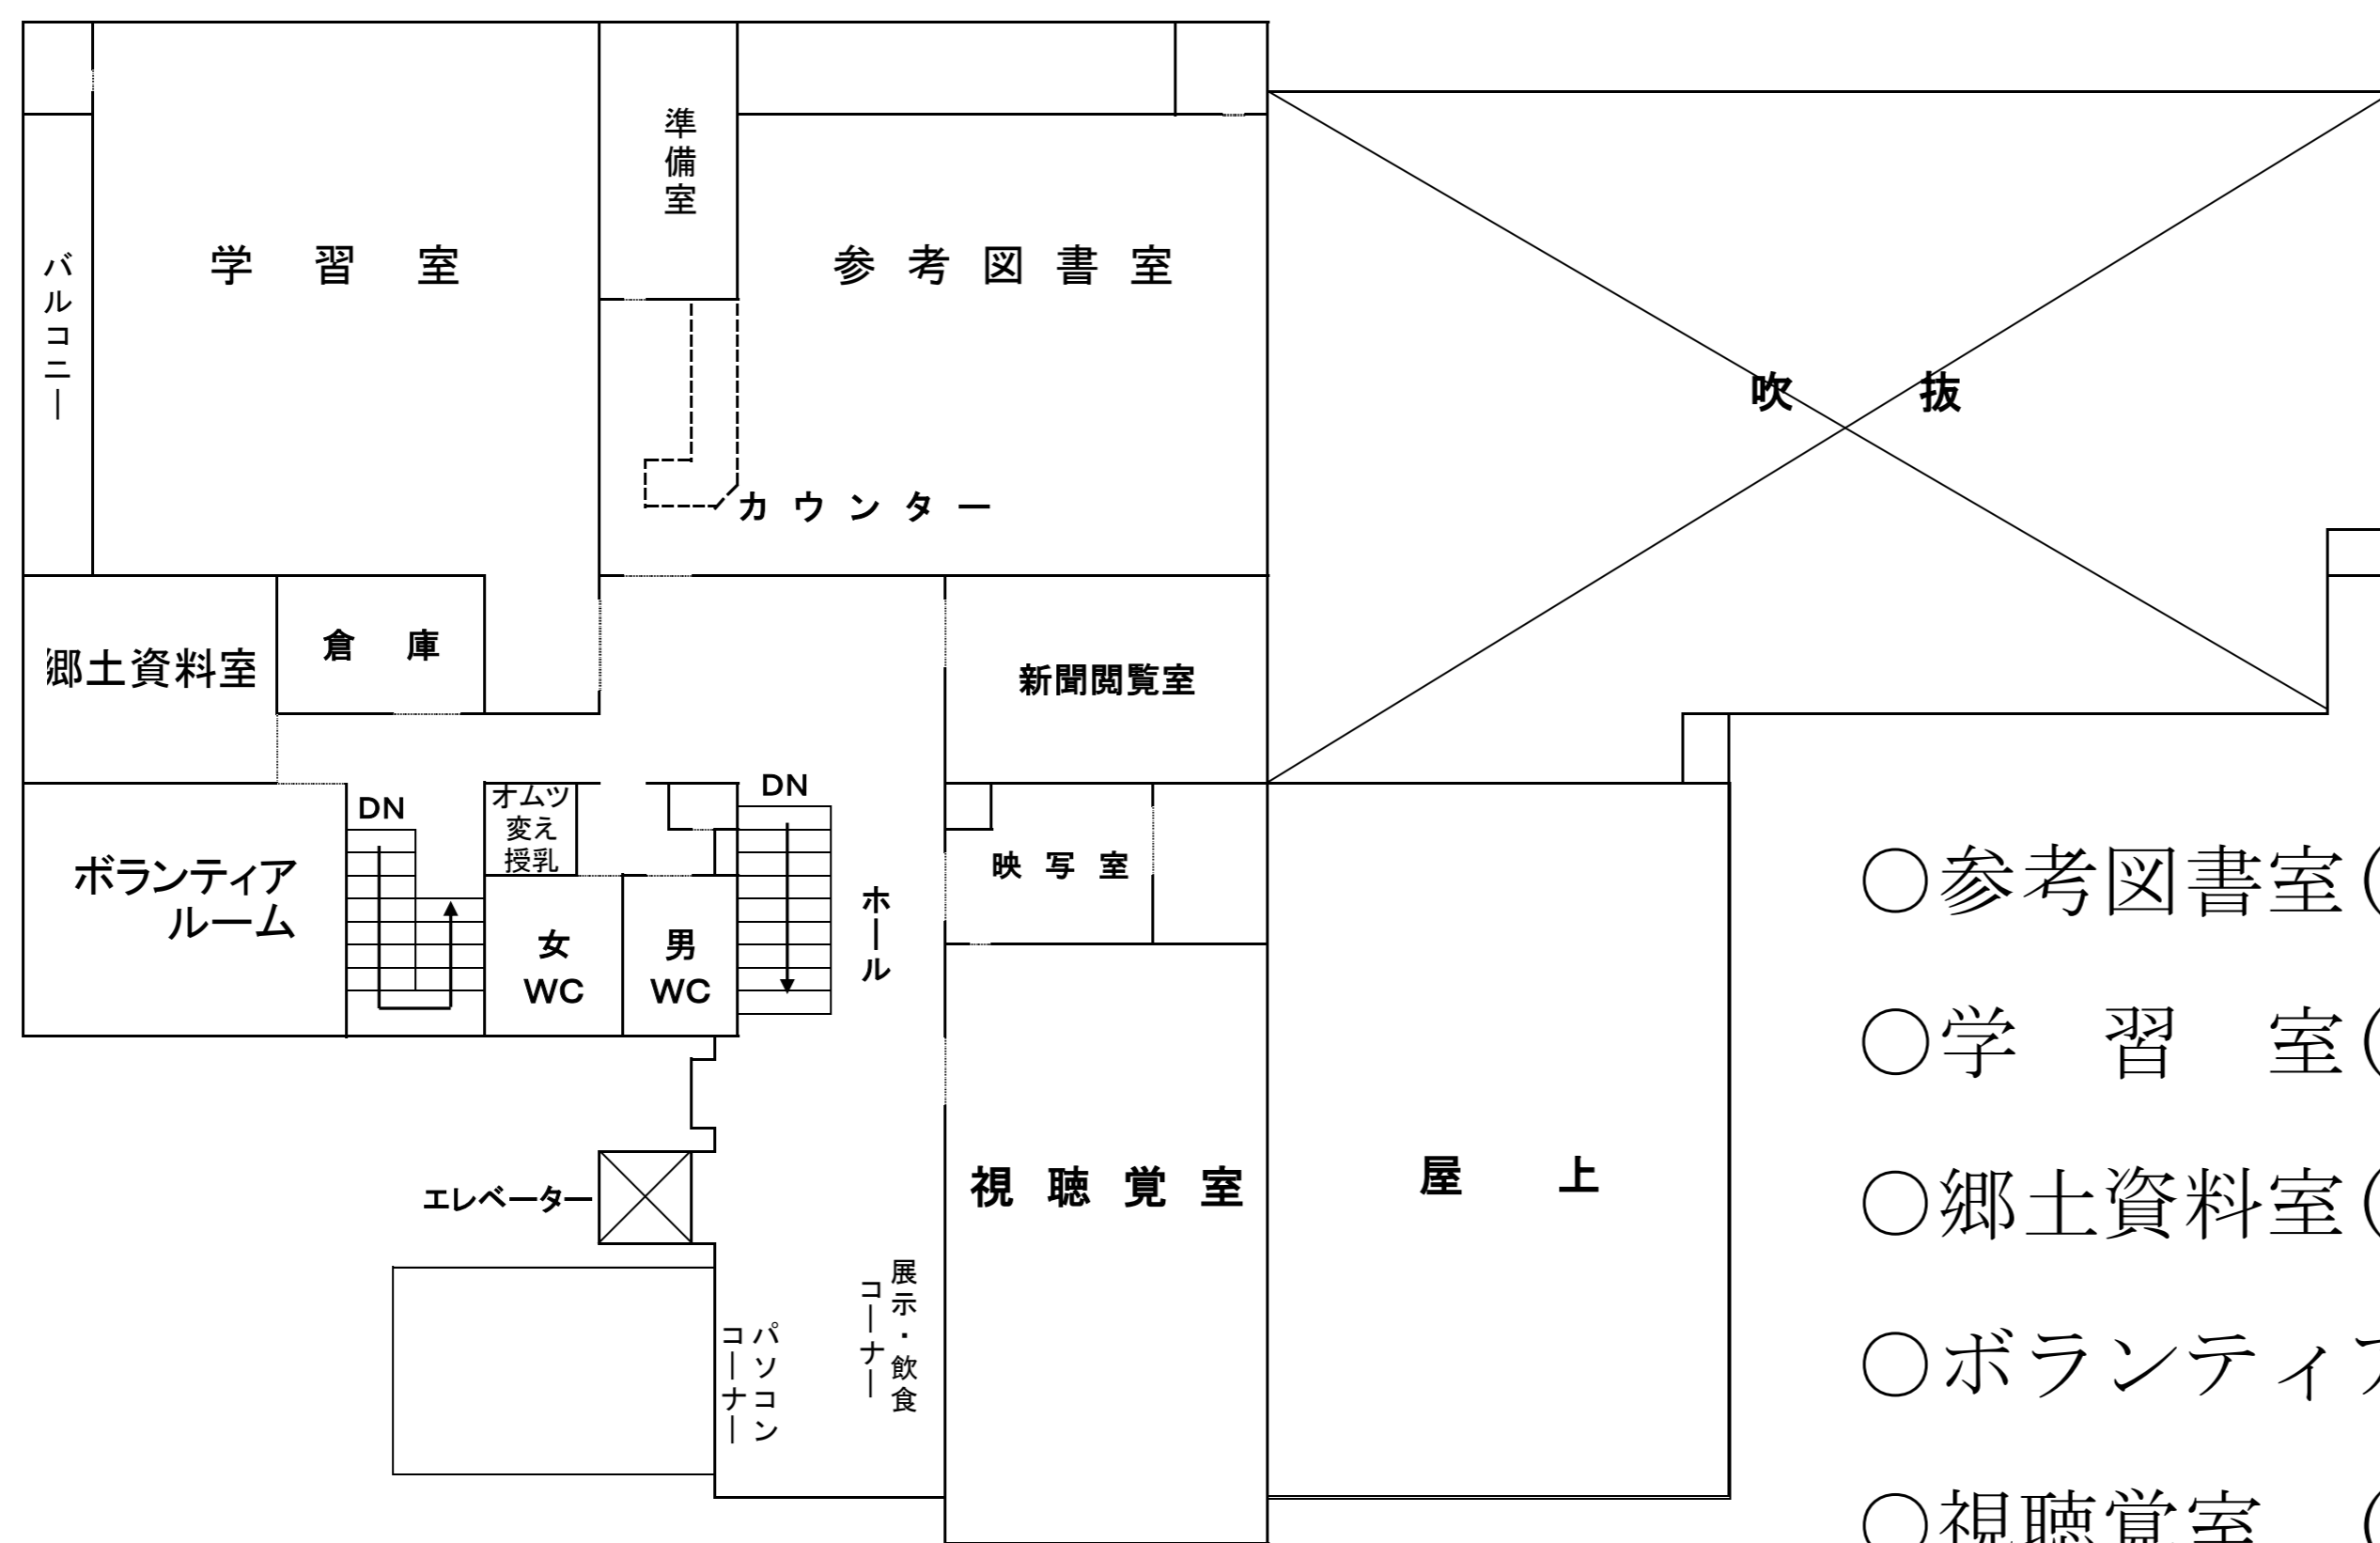 準備室
学習室
参考図書室
バルコニー
吹抜
カウンター
倉庫
郷土資料室
新聞閲覧室
DN
DN
オムツ
変え
授乳
ボランティア
ルーム
映写室
ホール
女
WC
男
WC
エレベーター
視聴覚室
屋上
展示・飲食
コーナー
パソコン
コーナー
○参考図書室(
○学 習 室(
○郷土資料室(
○ボランティア
○視聴覚室 (